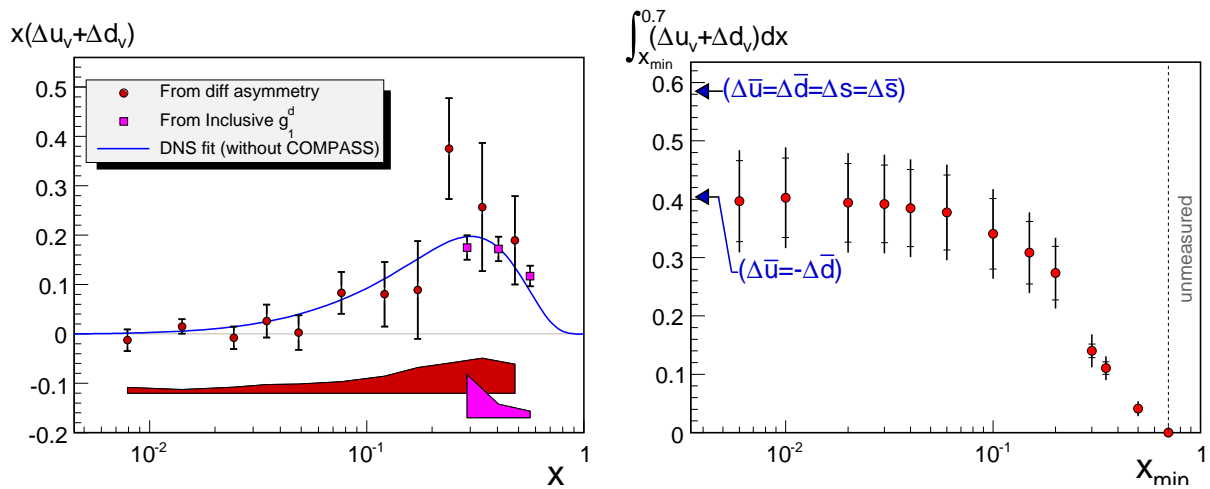 x(Δu_v+Δd_v)
0.5
0.4
0.3
0.2
0.1
0
-0.1
-0.2
From diff asymmetry
From Inclusive g_1^d
DNS fit (without COMPASS)
10^-2
10^-1
1
x
∫_{x_min}^{0.7}(Δu_v+Δd_v)dx
0.6
0.5
0.4
0.3
0.2
0.1
0
(Δu̅=Δd̅=Δs=Δs̅)
(Δu̅=-Δd̅)
unmeasured
10^-2
10^-1
1
x_min